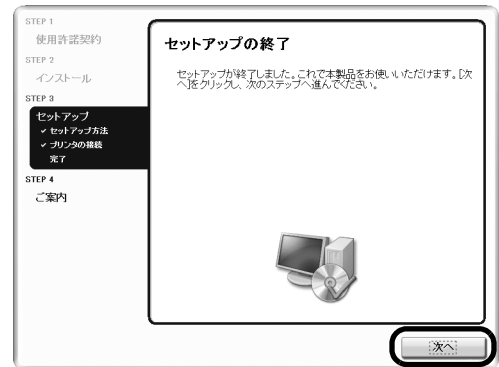 STEP 1
使用許諾契約
STEP 2
インストール
STEP 3
セットアップ
✓ セットアップ方法
✓ プリンタの接続
完了
STEP 4
ご案内
セットアップの終了
セットアップが終了しました。これで本製品をお使いいただけます。[次
へ]をクリックし、次のステップへ進んでください。
次へ